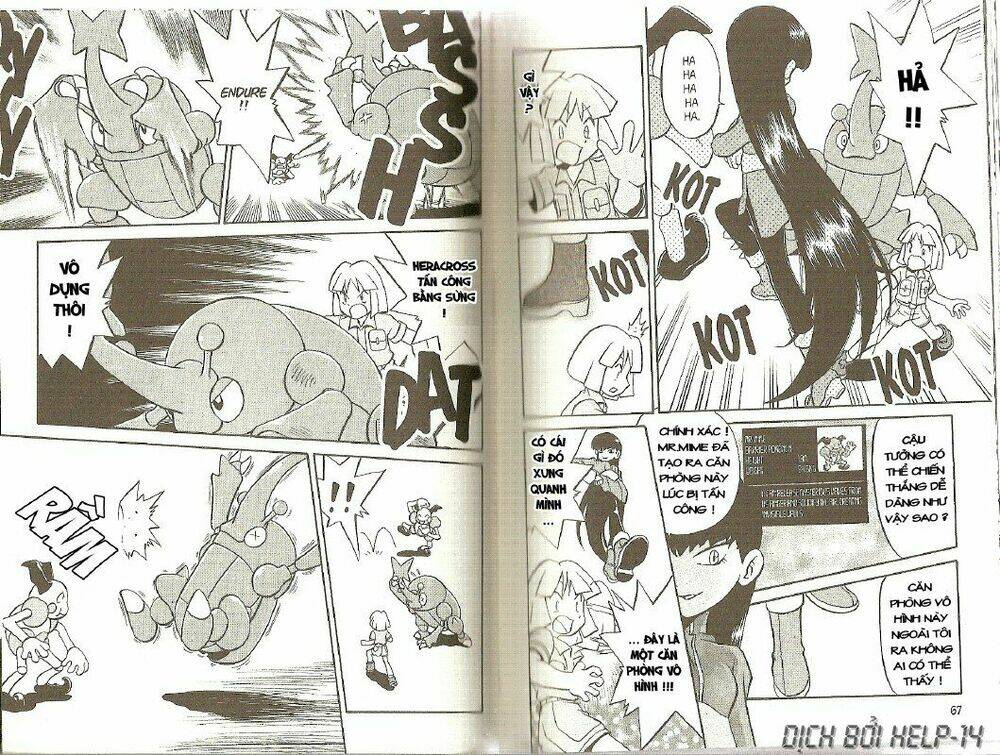 HẢ
!!
HA
HA
HA
HA
HA.
KOT
KOT
KOT
GÌ
VẬY
?
KOT
CẬU
TƯỞNG
CÓ THỂ CHIẾN
THẮNG DỄ
DÀNG NHƯ
VẬY SAO ?
CHÍNH XÁC !
MR.MIME ĐÃ
TẠO RA CĂN
PHÒNG NÀY
LÚC BỊ TẤN
CÔNG !
MR.MIME
CĂN
PHÒNG VÔ
HÌNH NÀY
NGOÀI TÔI
RA KHÔNG
AI CÓ THỂ
THẤY !
CÓ CÁI
GÌ ĐÓ
XUNG
QUANH
MÌNH
...
... ĐÂY LÀ
MỘT CĂN
PHÒNG VÔ
HÌNH !!!
67
DỊCH BỞI HELP-14
BASS
H
ENDURE
!!
HERACROSS
TẤN CÔNG
BẰNG SỪNG
!
VÔ
DỤNG
THÔI
!
DAT
!!
RẦM